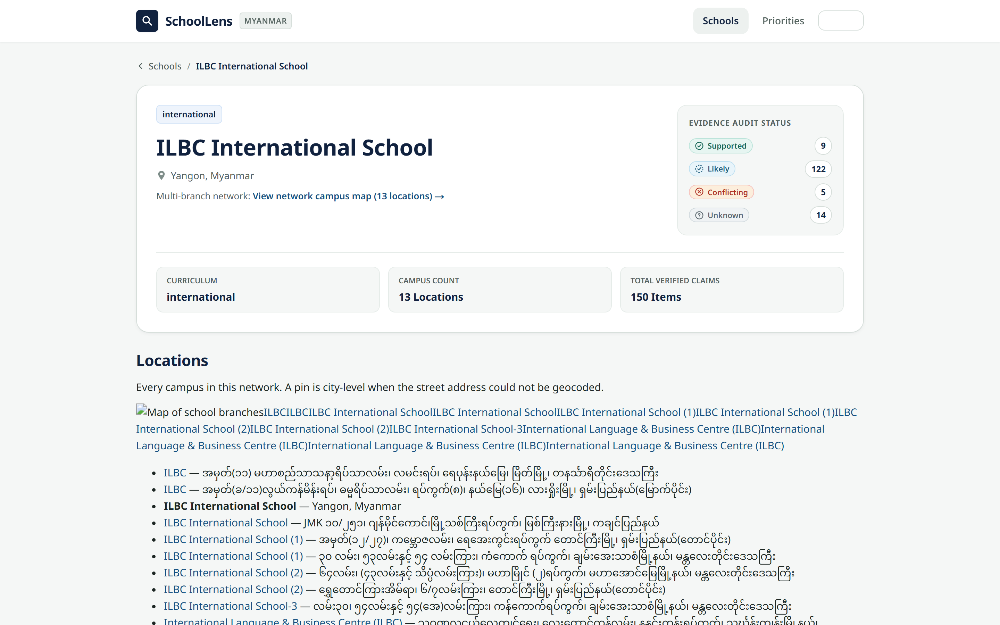 SchoolLens MYANMAR Schools Priorities
Schools / ILBC International School
international
ILBC International School
Yangon, Myanmar
Multi-branch network: View network campus map (13 locations) →
EVIDENCE AUDIT STATUS
Supported 9
Likely 122
Conflicting 5
Unknown 14
CURRICULUM
international
CAMPUS COUNT
13 Locations
TOTAL VERIFIED CLAIMS
150 Items
Locations
Every campus in this network. A pin is city-level when the street address could not be geocoded.
Map of school branchesILBCILBCILBC International SchoolILBC International SchoolILBC International School (1)ILBC International School (1)ILBC
International School (2)ILBC International School (2)ILBC International School-3International Language & Business Centre (ILBC)International
Language & Business Centre (ILBC)International Language & Business Centre (ILBC)International Language & Business Centre (ILBC)
ILBC — အမှတ်(၁၁) မဟာစည်သာသနာ့ရိပ်သာလမ်း၊ လမင်းရပ်၊ ရေပုန်းနယ်မြေ၊ မြိတ်မြို့၊ တနင်္သာရီတိုင်းဒေသကြီး
ILBC — အမှတ်(ခ/၁၁)လွယ်ကန်မိန်းရပ်၊ ဓမ္မရိပ်သာလမ်း၊ ရပ်ကွက်(၈)၊ နယ်မြေ(၁၆)၊ လားရှိုးမြို့၊ ရှမ်းပြည်နယ်(မြောက်ပိုင်း)
ILBC International School — Yangon, Myanmar
ILBC International School — JMK ၁၀/၂၅၁၊ ဂျန်မိုင်ကောင်၊မြို့သစ်ကြီးရပ်ကွက်၊ မြစ်ကြီးနားမြို့၊ ကချင်ပြည်နယ်
ILBC International School (1) — အမှတ်(၁၂/၂၇)၊ ကမ္ဘောဇလမ်း၊ ရေအေးကွင်းရပ်ကွက် တောင်ကြီးမြို့၊ ရှမ်းပြည်နယ်(တောင်ပိုင်း)
ILBC International School (1) — ၃၀ လမ်း၊ ၅၃လမ်းနှင့် ၅၄ လမ်းကြား၊ ကံကောက် ရပ်ကွက်၊ ချမ်းအေးသာစံမြို့နယ်၊ မန္တလေးတိုင်းဒေသကြီး
ILBC International School (2) — ၆၄လမ်း၊ (၄၃လမ်းနှင့် သိပ္ပံလမ်းကြား)၊ မဟာမြိုင် (၂)ရပ်ကွက်၊ မဟာအောင်မြေမြို့နယ်၊ မန္တလေးတိုင်းဒေသကြီး
ILBC International School (2) — ရွှေတောင်ကြားအိမ်ရာ၊ ၆/၇လမ်းကြား၊ တောင်ကြီးမြို့၊ ရှမ်းပြည်နယ်(တောင်ပိုင်း)
ILBC International School-3 — လမ်း၃၀၊ ၅၄လမ်းနှင့် ၅၄(အေ)လမ်းကြား၊ ကန်ကောက်ရပ်ကွက်၊ ချမ်းအေးသာစံမြို့နယ်၊ မန္တလေးတိုင်းဒေသကြီး
International Language & Business Centre (ILBC) —